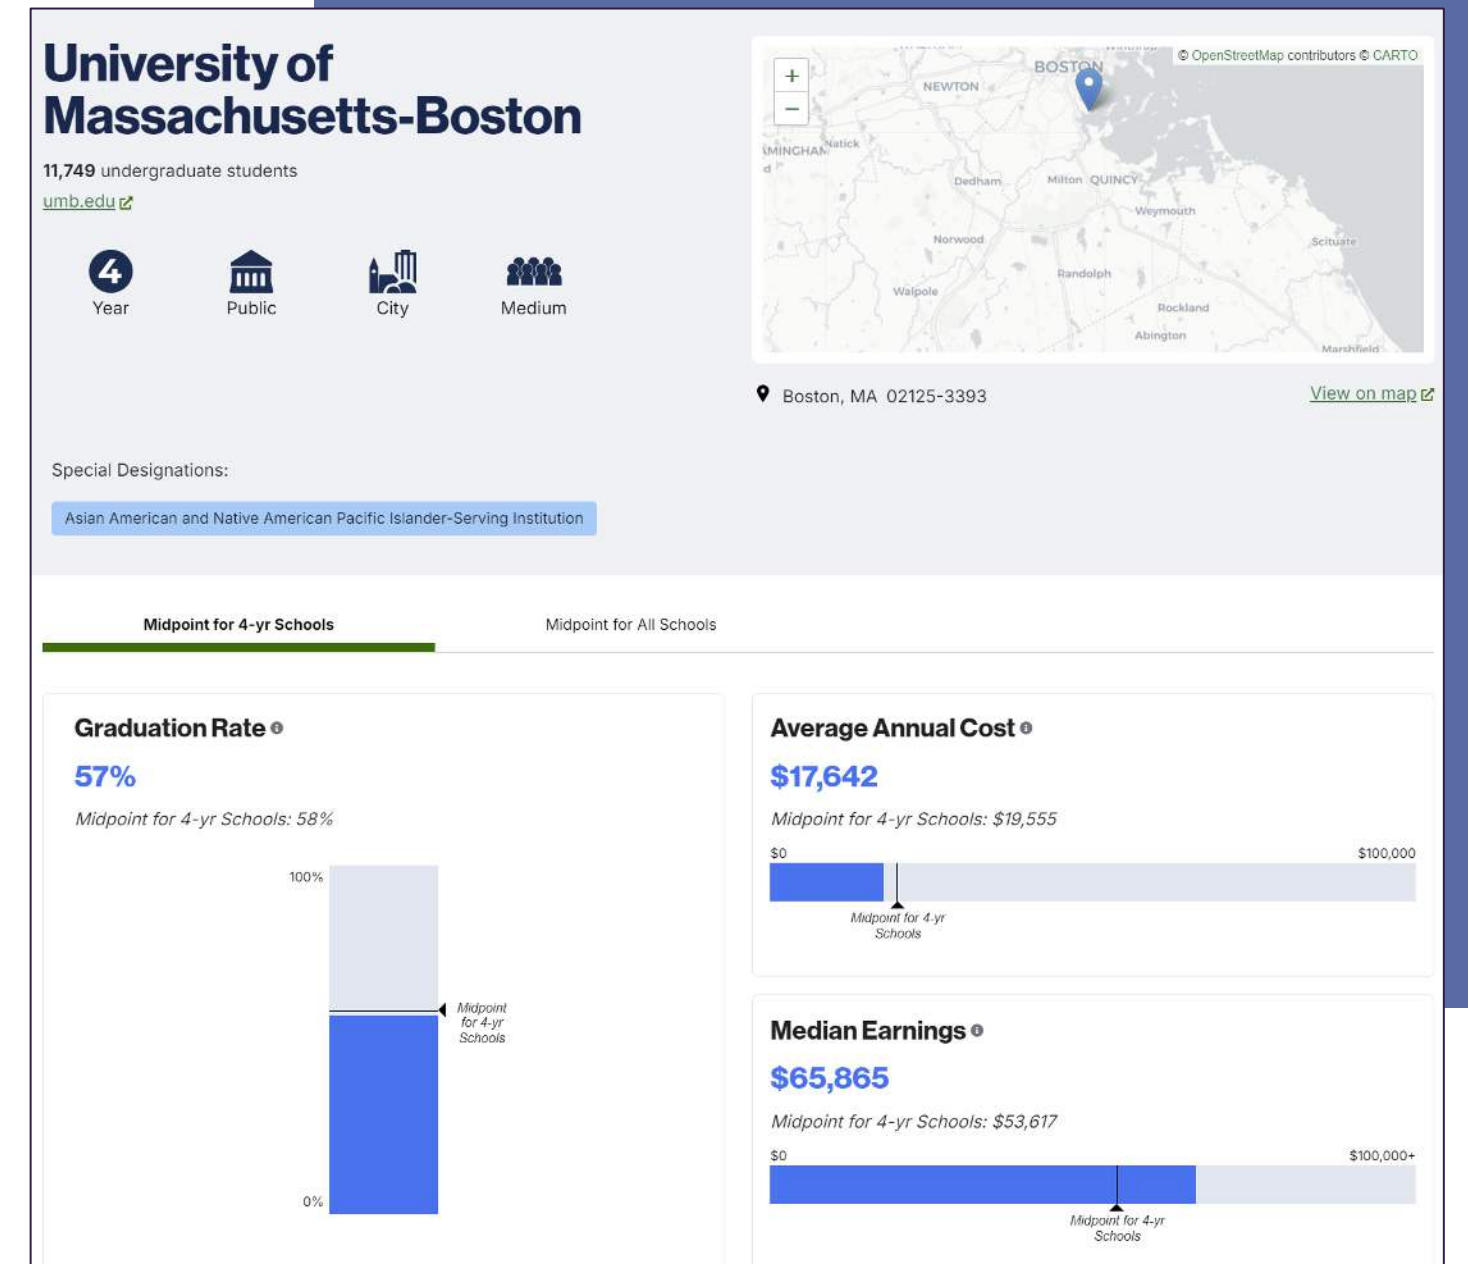 University of
Massachusetts-Boston
11,749 undergraduate students
umb.edu
4
Year
Public
City
Medium
+
−
© OpenStreetMap contributors © CARTO
BOSTON
NEWTON
Natick
Dedham
Milton
QUINCY
Weymouth
Norwood
Scituate
Randolph
Walpole
Rockland
Abington
Marshfield
Boston, MA 02125-3393
View on map
Special Designations:
Asian American and Native American Pacific Islander-Serving Institution
Midpoint for 4-yr Schools
Midpoint for All Schools
Graduation Rate
57%
Midpoint for 4-yr Schools: 58%
100%
Midpoint
for 4-yr
Schools
0%
Average Annual Cost
$17,642
Midpoint for 4-yr Schools: $19,555
$0
$100,000
Midpoint for 4-yr
Schools
Median Earnings
$65,865
Midpoint for 4-yr Schools: $53,617
$0
$100,000+
Midpoint for 4-yr
Schools